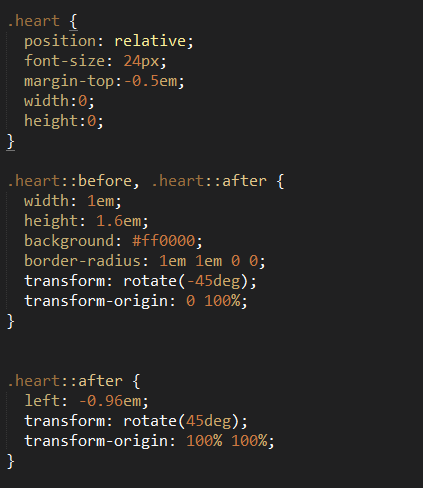 .heart {
position: relative;
font-size: 24px;
margin-top:-0.5em;
width:0;
height:0;
}
.heart::before, .heart::after {
width: 1em;
height: 1.6em;
background: #ff0000;
border-radius: 1em 1em 0 0;
transform: rotate(-45deg);
transform-origin: 0 100%;
}
.heart::after {
left: -0.96em;
transform: rotate(45deg);
transform-origin: 100% 100%;
}